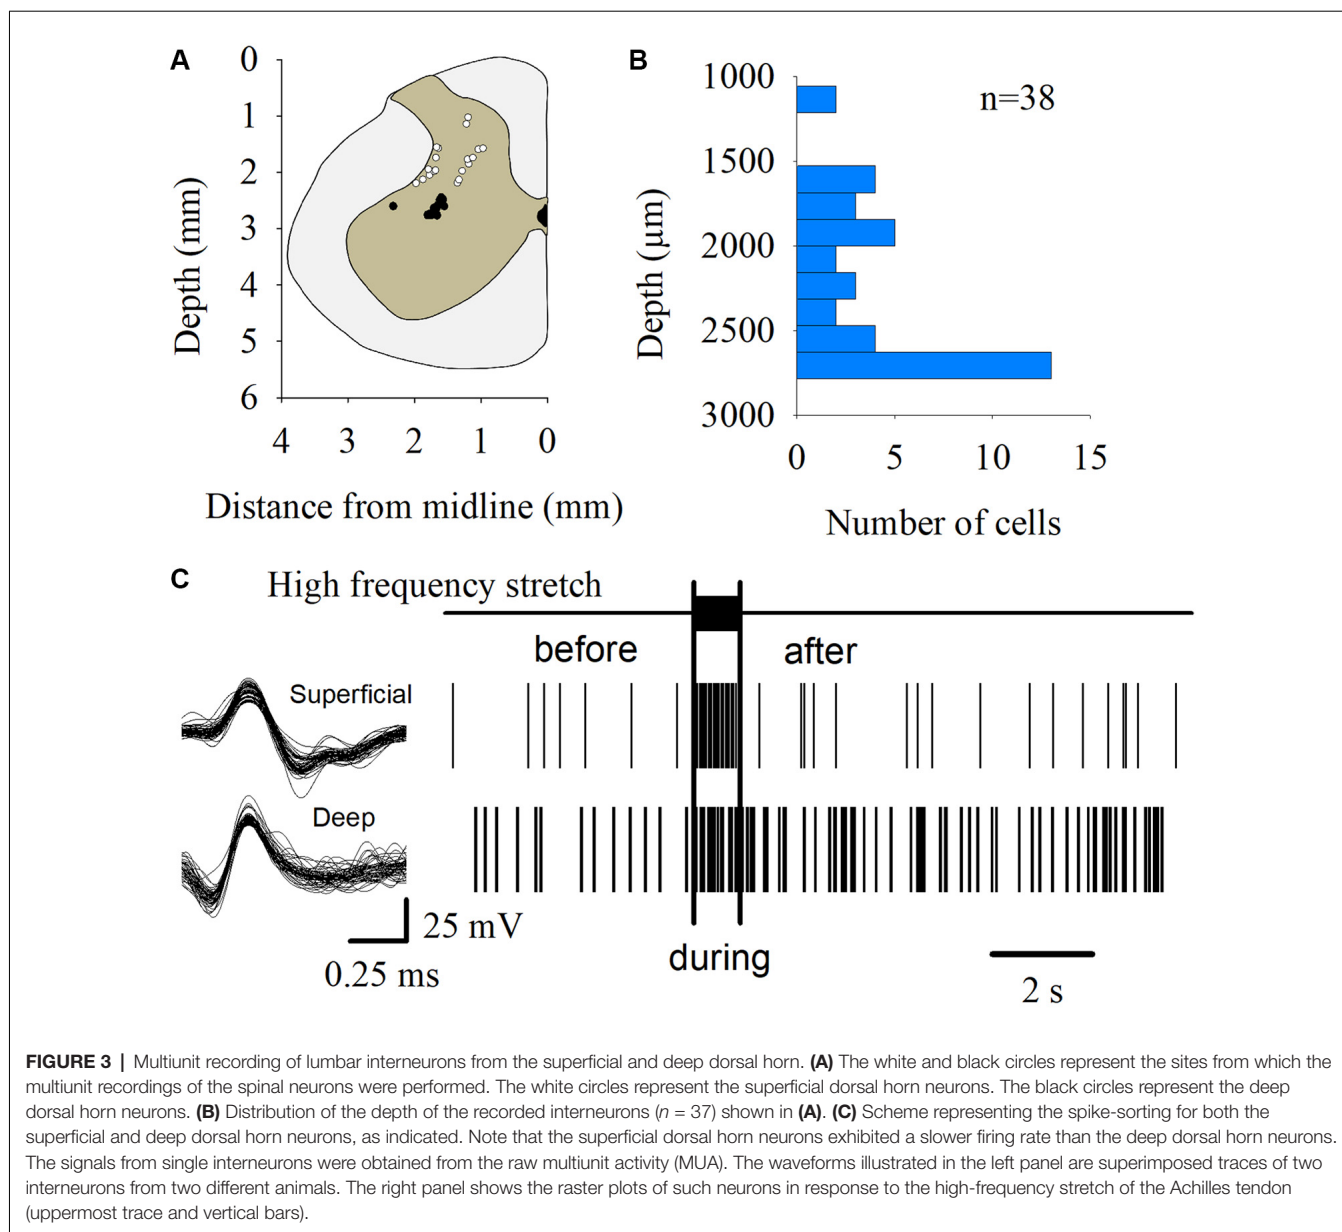 A
0
1
2
3
4
5
6
Depth (mm)
4 3 2 1 0
Distance from midline (mm)
B
1000
1500
2000
2500
3000
Depth (µm)
n=38
0 5 10 15
Number of cells
C
High frequency stretch
before
after
Superficial
Deep
25 mV
0.25 ms
during
2 s
FIGURE 3 | Multiunit recording of lumbar interneurons from the superficial and deep dorsal horn. (A) The white and black circles represent the sites from which the
multiunit recordings of the spinal neurons were performed. The white circles represent the superficial dorsal horn neurons. The black circles represent the deep
dorsal horn neurons. (B) Distribution of the depth of the recorded interneurons (n = 37) shown in (A). (C) Scheme representing the spike-sorting for both the
superficial and deep dorsal horn neurons, as indicated. Note that the superficial dorsal horn neurons exhibited a slower firing rate than the deep dorsal horn neurons.
The signals from single interneurons were obtained from the raw multiunit activity (MUA). The waveforms illustrated in the left panel are superimposed traces of two
interneurons from two different animals. The right panel shows the raster plots of such neurons in response to the high-frequency stretch of the Achilles tendon
(uppermost trace and vertical bars).